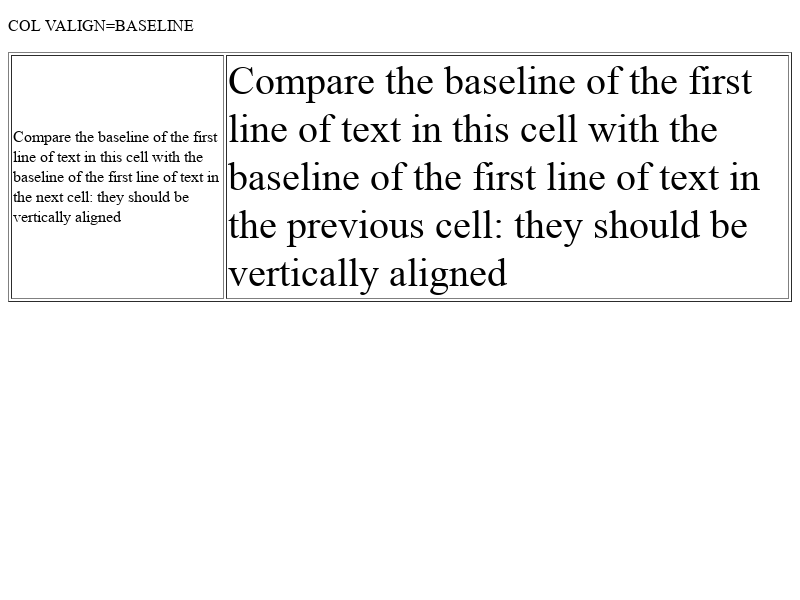 COL VALIGN=BASELINE
Compare the baseline of the first
line of text in this cell with the
baseline of the first line of text in
the next cell: they should be
vertically aligned
Compare the baseline of the first
line of text in this cell with the
baseline of the first line of text in
the previous cell: they should be
vertically aligned